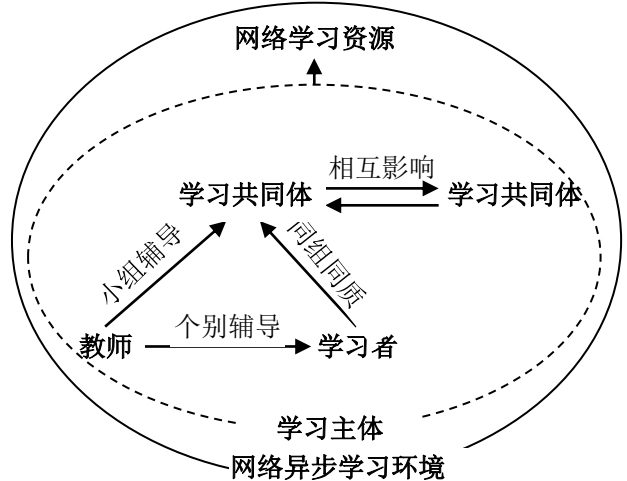 网络学习资源
相互影响
学习共同体
学习共同体
小组辅导
同组同质
个别辅导
教师
学习者
学习主体
网络异步学习环境